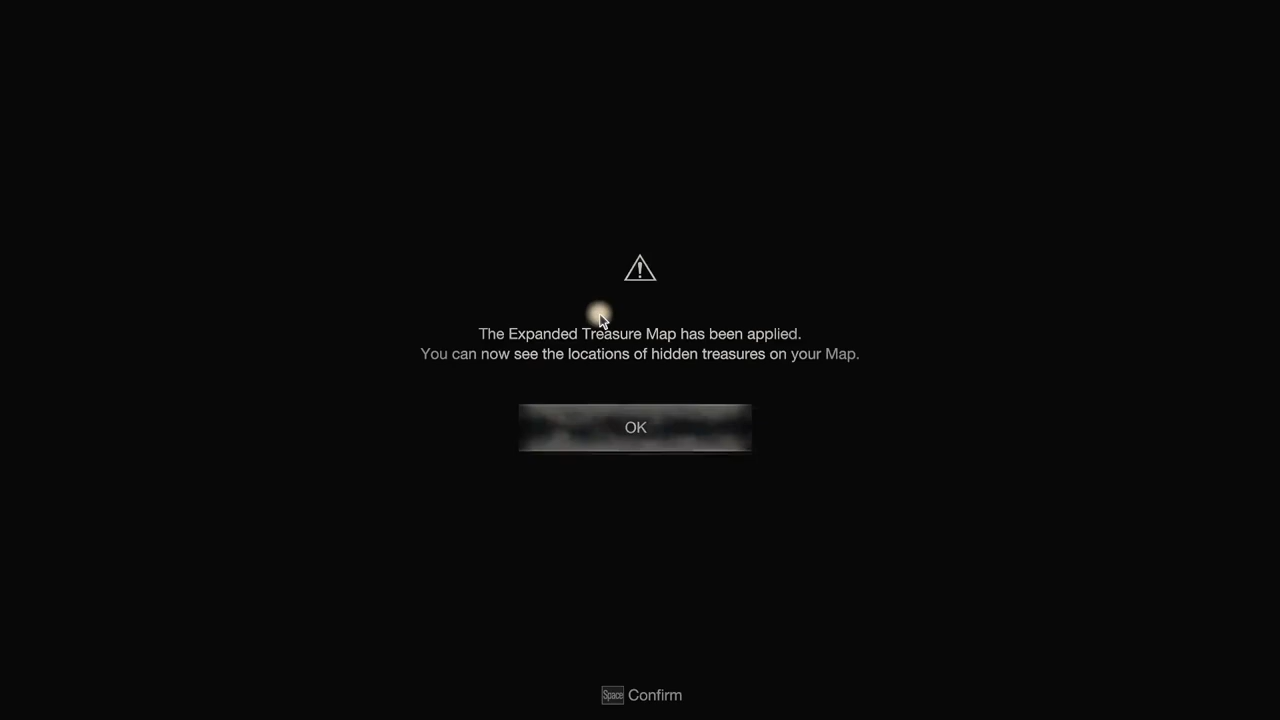 The Expanded Treasure Map has been applied.
You can now see the locations of hidden treasures on your Map.
OK
Space Confirm